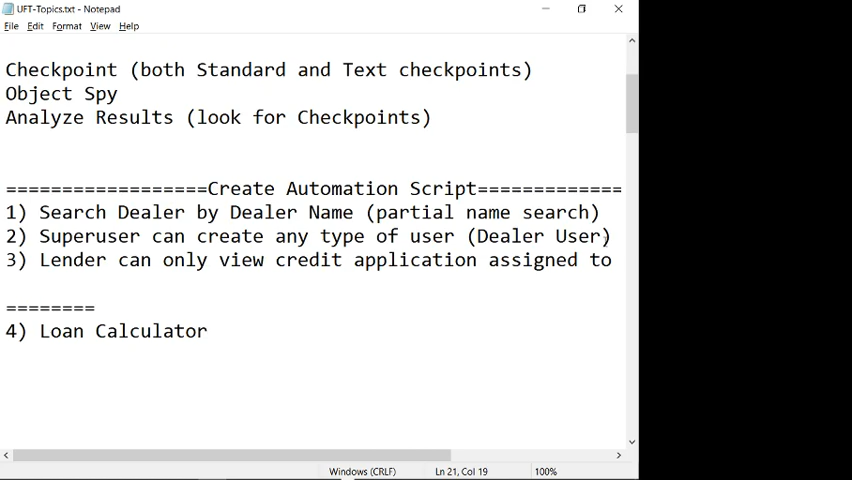 UFT-Topics.txt - Notepad
File Edit Format View Help
Checkpoint (both Standard and Text checkpoints)
Object Spy
Analyze Results (look for Checkpoints)
==================Create Automation Script=============
1) Search Dealer by Dealer Name (partial name search)
2) Superuser can create any type of user (Dealer User)
3) Lender can only view credit application assigned to
========
4) Loan Calculator
Windows (CRLF) Ln 21, Col 19 100%